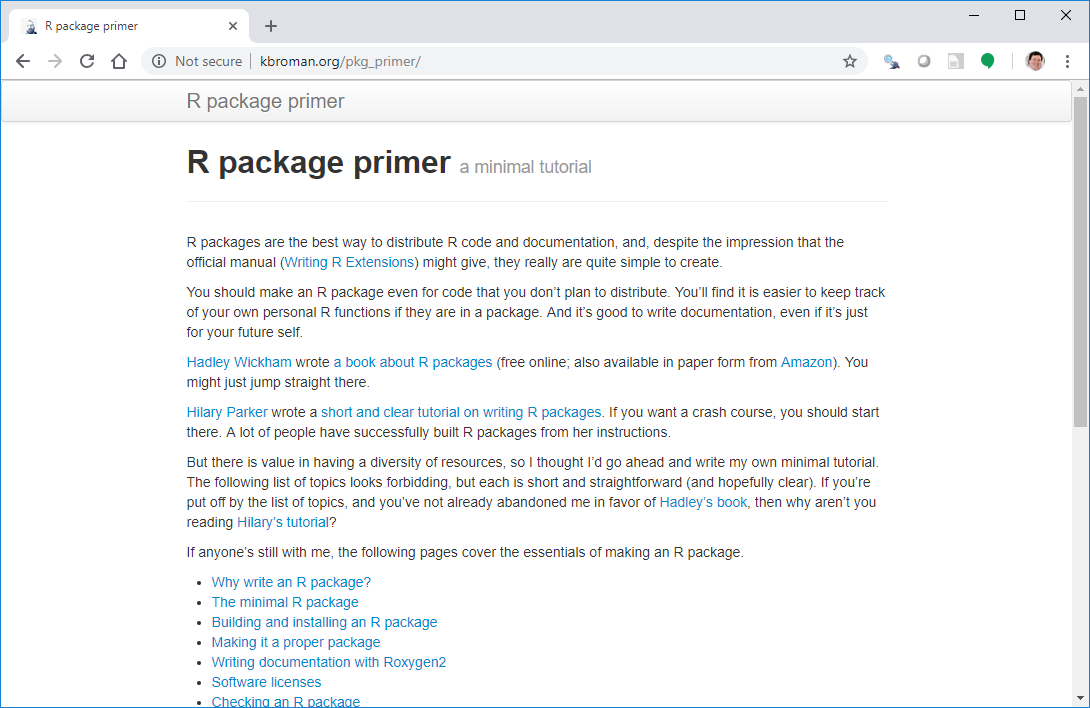 R package primer
Not secure
kbroman.org/pkg_primer/
R package primer
R package primer a minimal tutorial
R packages are the best way to distribute R code and documentation, and, despite the impression that the
official manual (Writing R Extensions) might give, they really are quite simple to create.
You should make an R package even for code that you don’t plan to distribute. You’ll find it is easier to keep track
of your own personal R functions if they are in a package. And it’s good to write documentation, even if it’s just
for your future self.
Hadley Wickham wrote a book about R packages (free online; also available in paper form from Amazon). You
might just jump straight there.
Hilary Parker wrote a short and clear tutorial on writing R packages. If you want a crash course, you should start
there. A lot of people have successfully built R packages from her instructions.
But there is value in having a diversity of resources, so I thought I’d go ahead and write my own minimal tutorial.
The following list of topics looks forbidding, but each is short and straightforward (and hopefully clear). If you’re
put off by the list of topics, and you’ve not already abandoned me in favor of Hadley’s book, then why aren’t you
reading Hilary’s tutorial?
If anyone’s still with me, the following pages cover the essentials of making an R package.
• Why write an R package?
• The minimal R package
• Building and installing an R package
• Making it a proper package
• Writing documentation with Roxygen2
• Software licenses
• Checking an R package